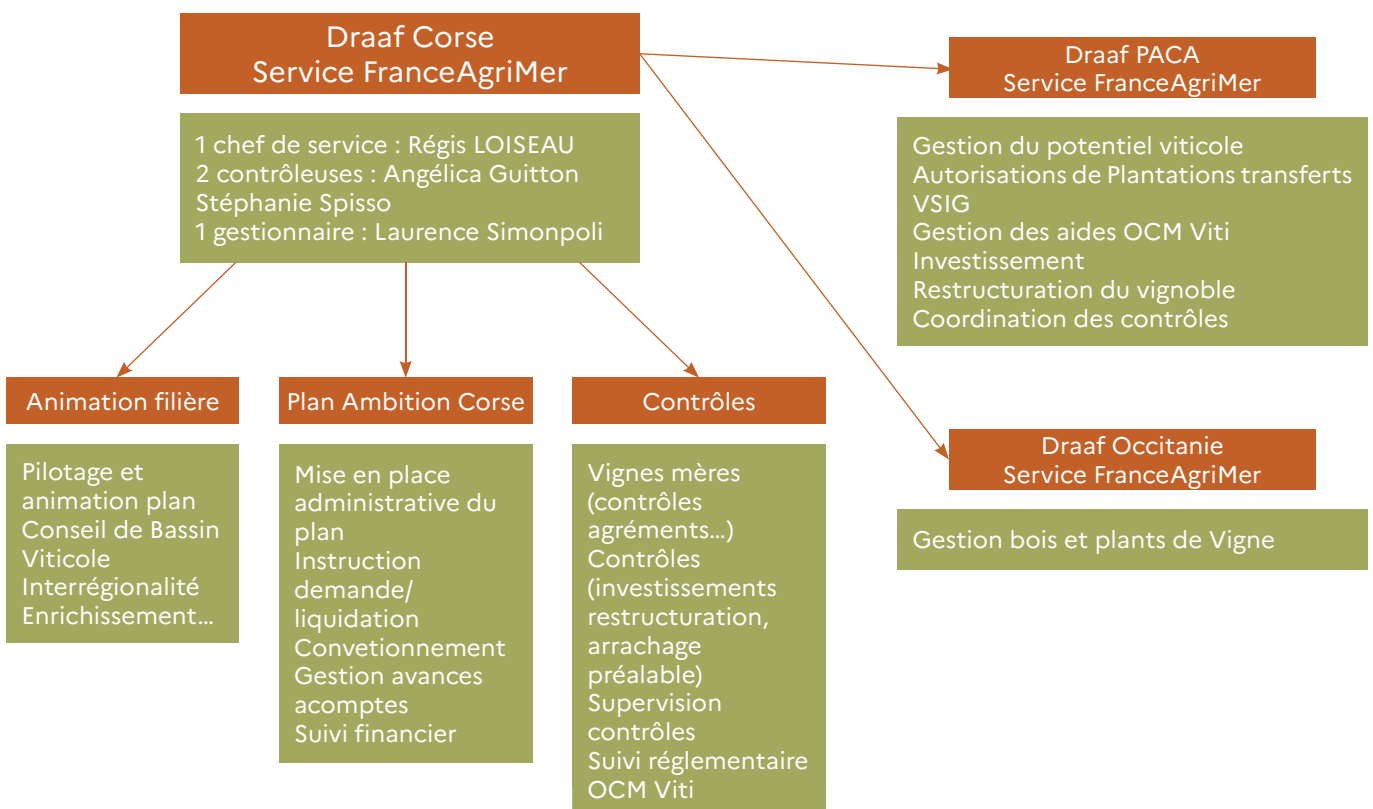 Draaf Corse
Service FranceAgriMer
1 chef de service : Régis LOISEAU
2 contrôleuses : Angélica Guitton
Stéphanie Spisso
1 gestionnaire : Laurence Simonpoli
Draaf PACA
Service FranceAgriMer
Gestion du potentiel viticole
Autorisations de Plantations transferts
VSIG
Gestion des aides OCM Viti
Investissement
Restructuration du vignoble
Coordination des contrôles
Animation filière
Pilotage et
animation plan
Conseil de Bassin
Viticole
Interrégionalité
Enrichissement…
Plan Ambition Corse
Mise en place
administrative du
plan
Instruction
demande/
liquidation
Convetionnement
Gestion avances
acomptes
Suivi financier
Contrôles
Vignes mères
(contrôles
agréments…)
Contrôles
(investissements
restructuration,
arrachage
préalable)
Supervision
contrôles
Suivi réglementaire
OCM Viti
Draaf Occitanie
Service FranceAgriMer
Gestion bois et plants de Vigne